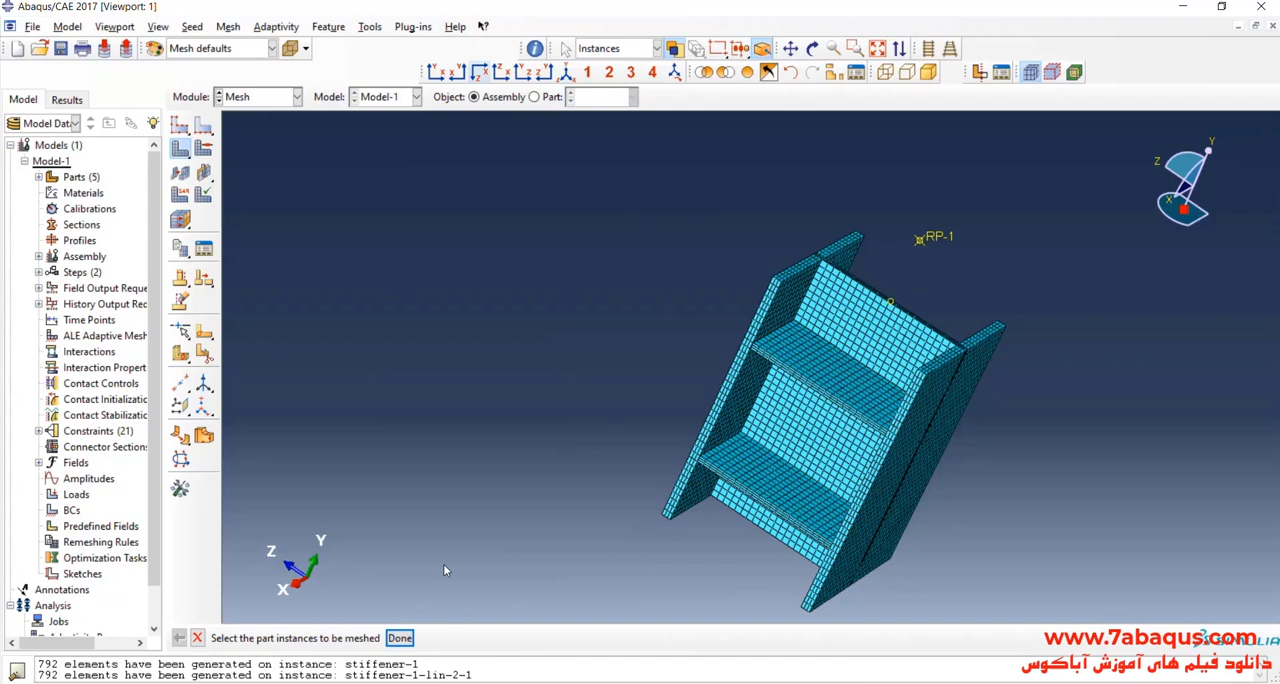 Abaqus/CAE 2017 [Viewport: 1]
File Model Viewport View Seed Mesh Adaptivity Feature Tools Plug-ins Help
Mesh defaults Instances
1 2 3 4
Model Results Module: Mesh Model: Model-1 Object: Assembly Part:
Model Dat
Models (1)
Model-1
Parts (5)
Materials
Calibrations
Sections
Profiles
Assembly
Steps (2)
Field Output Reque
History Output Rec
Time Points
ALE Adaptive Mesh
Interactions
Interaction Propert
Contact Controls
Contact Initializatio
Contact Stabilizatic
Constraints (21)
Connector Sections
Fields
Amplitudes
Loads
BCs
Predefined Fields
Remeshing Rules
Optimization Tasks
Sketches
Annotations
Analysis
Jobs
Y
Z
X
RP-1
Y
Z
X
Select the part instances to be meshed Done
www.7abaqus.com
دانلود فیلم های آموزش آباکوس
792 elements have been generated on instance: stiffener-1
792 elements have been generated on instance: stiffener-1-lin-2-1